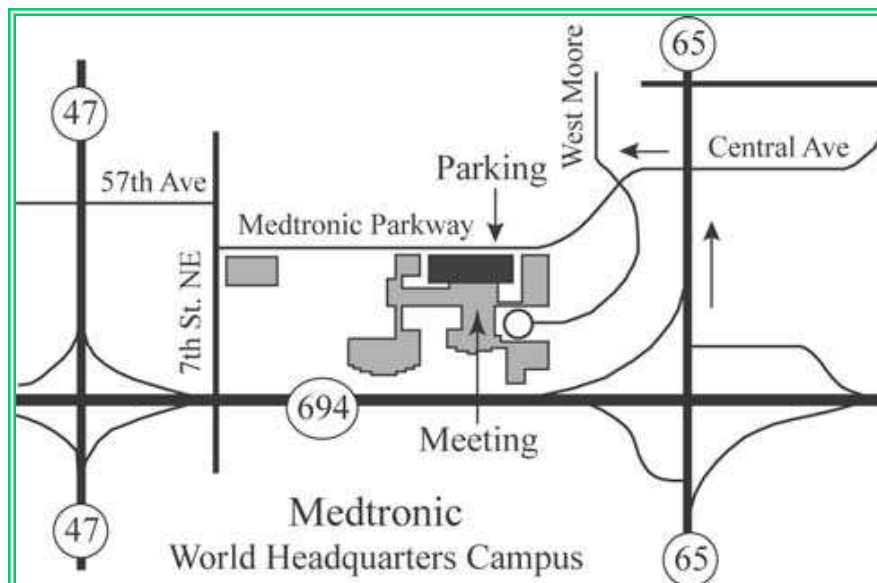 65
47
West Moore
Central Ave
Parking
57th Ave
Medtronic Parkway
7th St. NE
694
Meeting
Medtronic
World Headquarters Campus
47
65